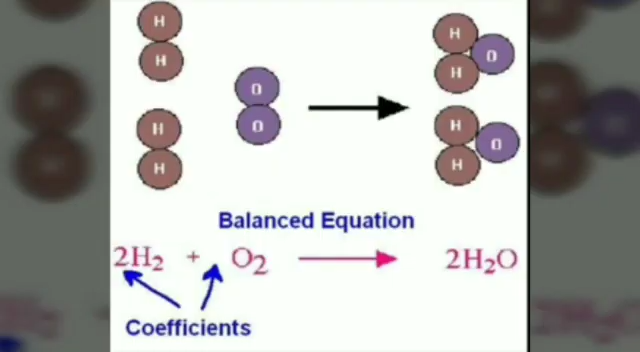 H
H
H
H
O
O
H
H
O
H
H
O
Balanced Equation
2H₂ + O₂ → 2H₂O
Coefficients